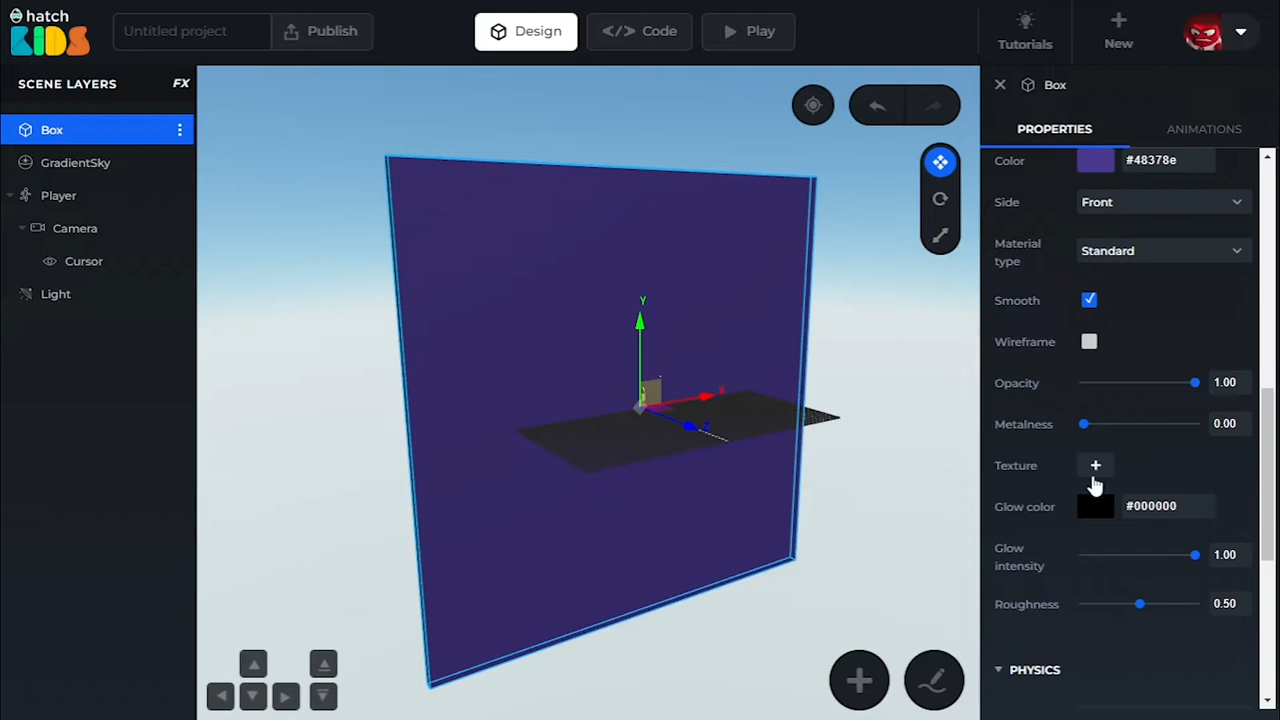 hatch
KIDS
Untitled project
Publish
Design
</> Code
Play
Tutorials
New
SCENE LAYERS
FX
Box
GradientSky
Player
Camera
Cursor
Light
Y
X
Z
Box
PROPERTIES
ANIMATIONS
Color
#48378e
Side
Front
Material
type
Standard
Smooth
Wireframe
Opacity
1.00
Metalness
0.00
Texture
+
Glow color
#000000
Glow
intensity
1.00
Roughness
0.50
PHYSICS